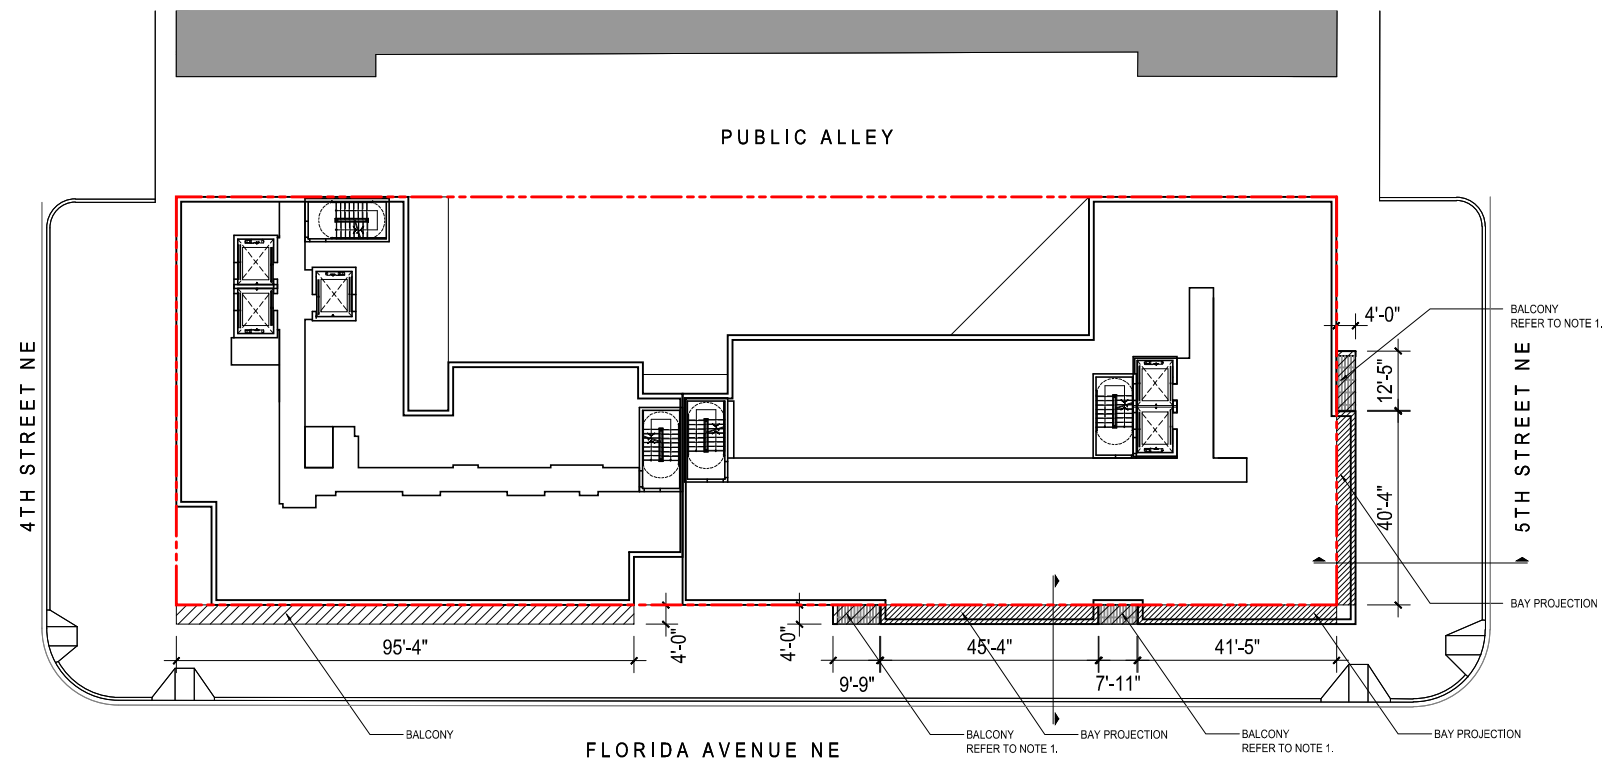 PUBLIC ALLEY
4TH STREET NE
5TH STREET NE
4'-0"
BALCONY
REFER TO NOTE 1.
12'-5"
40'-4"
BAY PROJECTION
95'-4"
4'-0"
4'-0"
9'-9"
45'-4"
7'-11"
41'-5"
BALCONY
BALCONY
REFER TO NOTE 1.
BAY PROJECTION
BALCONY
REFER TO NOTE 1.
BAY PROJECTION
FLORIDA AVENUE NE